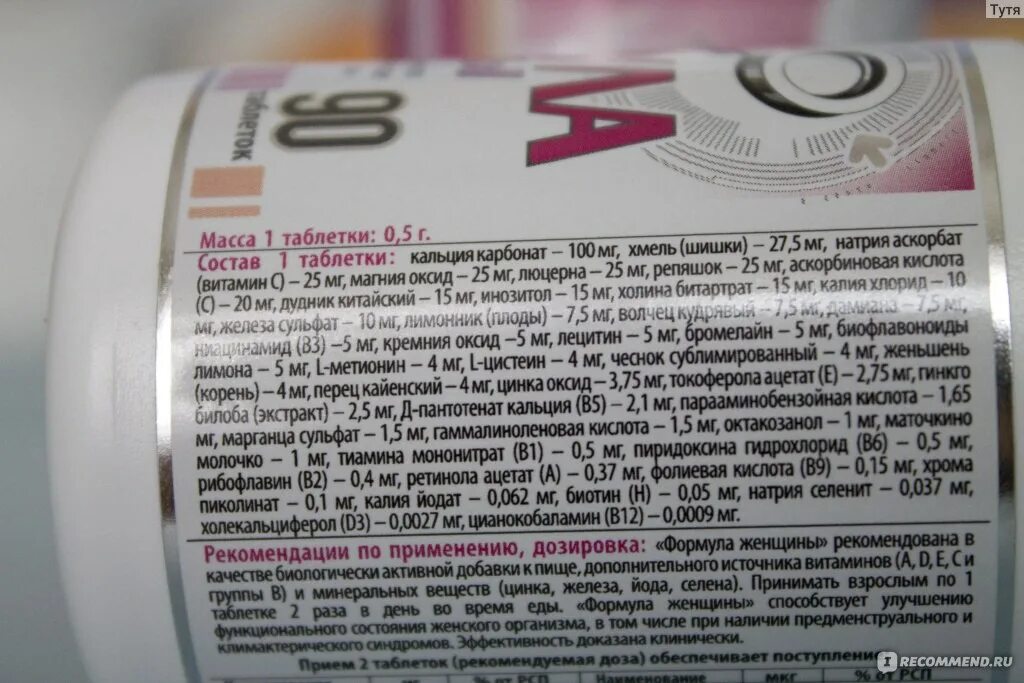 Тутя
90
таблеток
ЛА
Масса 1 таблетки: 0,5 г.
Состав 1 таблетки: кальция карбонат – 100 мг, хмель (шишки) – 27,5 мг, натрия аскорбат
(витамин С) – 25 мг, магния оксид – 25 мг, люцерна – 25 мг, репяшок – 25 мг, аскорбиновая кислота
(С) – 20 мг, дудник китайский – 15 мг, инозитол – 15 мг, холина битартрат – 15 мг, калия хлорид – 10
мг, железа сульфат – 10 мг, лимонник (плоды) – 7,5 мг, волчец кудрявый – 7,5 мг, дамиана – 7,5 мг,
ниацинамид (В3) –5 мг, кремния оксид –5 мг, лецитин – 5 мг, бромелайн – 5 мг, биофлавоноиды
лимона – 5 мг, L-метионин – 4 мг, L-цистеин – 4 мг, чеснок сублимированный – 4 мг, женьшень
(корень) – 4 мг, перец кайенский – 4 мг, цинка оксид – 3,75 мг, токоферола ацетат (Е) – 2,75 мг, гинкго
билоба (экстракт) – 2,5 мг, Д-пантотенат кальция (В5) – 2,1 мг, парааминобензойная кислота – 1,65
мг, марганца сульфат – 1,5 мг, гаммалиноленовая кислота – 1,5 мг, октакозанол – 1 мг, маточкино
молочко – 1 мг, тиамина мононитрат (В1) – 0,5 мг, пиридоксина гидрохлорид (В6) – 0,5 мг,
рибофлавин (В2) – 0,4 мг, ретинола ацетат (А) – 0,37 мг, фолиевая кислота (В9) – 0,15 мг, хрома
пиколинат – 0,1 мг, калия йодат – 0,062 мг, биотин (Н) – 0,05 мг, натрия селенит – 0,037 мг,
холекальциферол (D3) – 0,0027 мг, цианокобаламин (В12) – 0,0009 мг.
Рекомендации по применению, дозировка: «Формула женщины» рекомендована в
качестве биологически активной добавки к пище, дополнительного источника витаминов (А, D, Е, С и
группы В) и минеральных веществ (цинка, железа, йода, селена). Принимать взрослым по 1
таблетке 2 раза в день во время еды. «Формула женщины» способствует улучшению
функционального состояния женского организма, в том числе при наличии предменструального и
климактерического синдромов. Эффективность доказана клинически.
Прием 2 таблеток (рекомендуемая доза) обеспечивает поступление
% от РСП Наименование мкг % от РСП
IRECOMMEND.RU